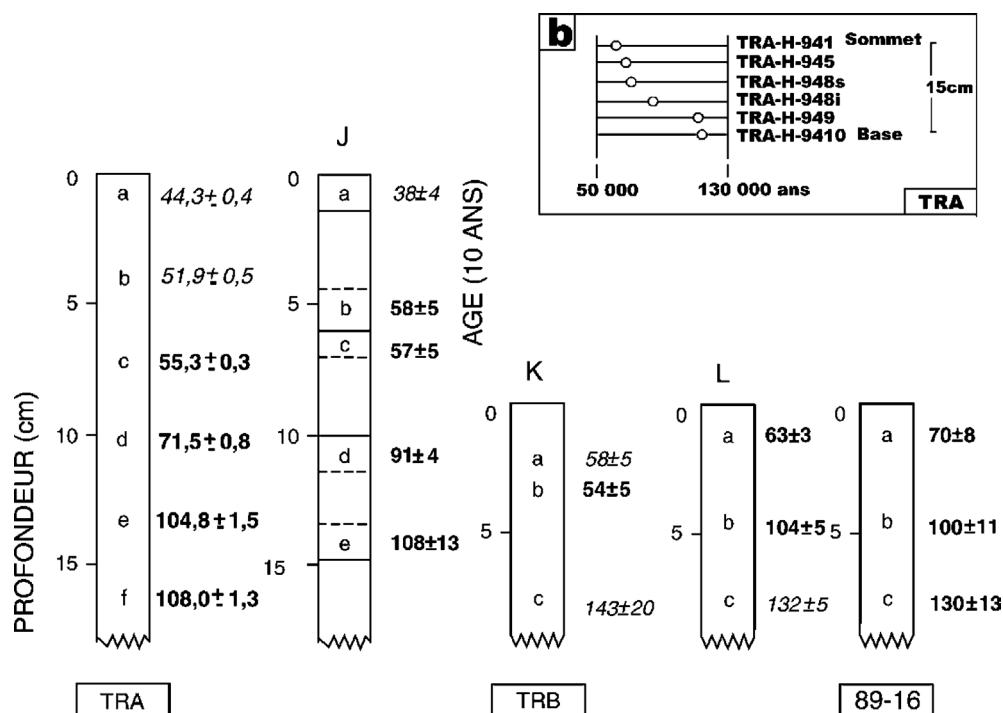 b
TRA-H-941 Sommet
TRA-H-945
TRA-H-948s
TRA-H-948i
TRA-H-949
TRA-H-9410 Base
15cm
50 000
130 000 ans
TRA
PROFONDEUR (cm)
0
5
10
15
a 44,3±0,4
b 51,9±0,5
c 55,3±0,3
d 71,5±0,8
e 104,8±1,5
f 108,0±1,3
TRA
J
0
5
10
15
a 38±4
b 58±5
c 57±5
d 91±4
e 108±13
AGE (10 ANS)
K
0
5
a 58±5
b 54±5
c 143±20
TRB
L
0
5
a 63±3
b 104±5
c 132±5
0
5
a 70±8
b 100±11
c 130±13
89-16